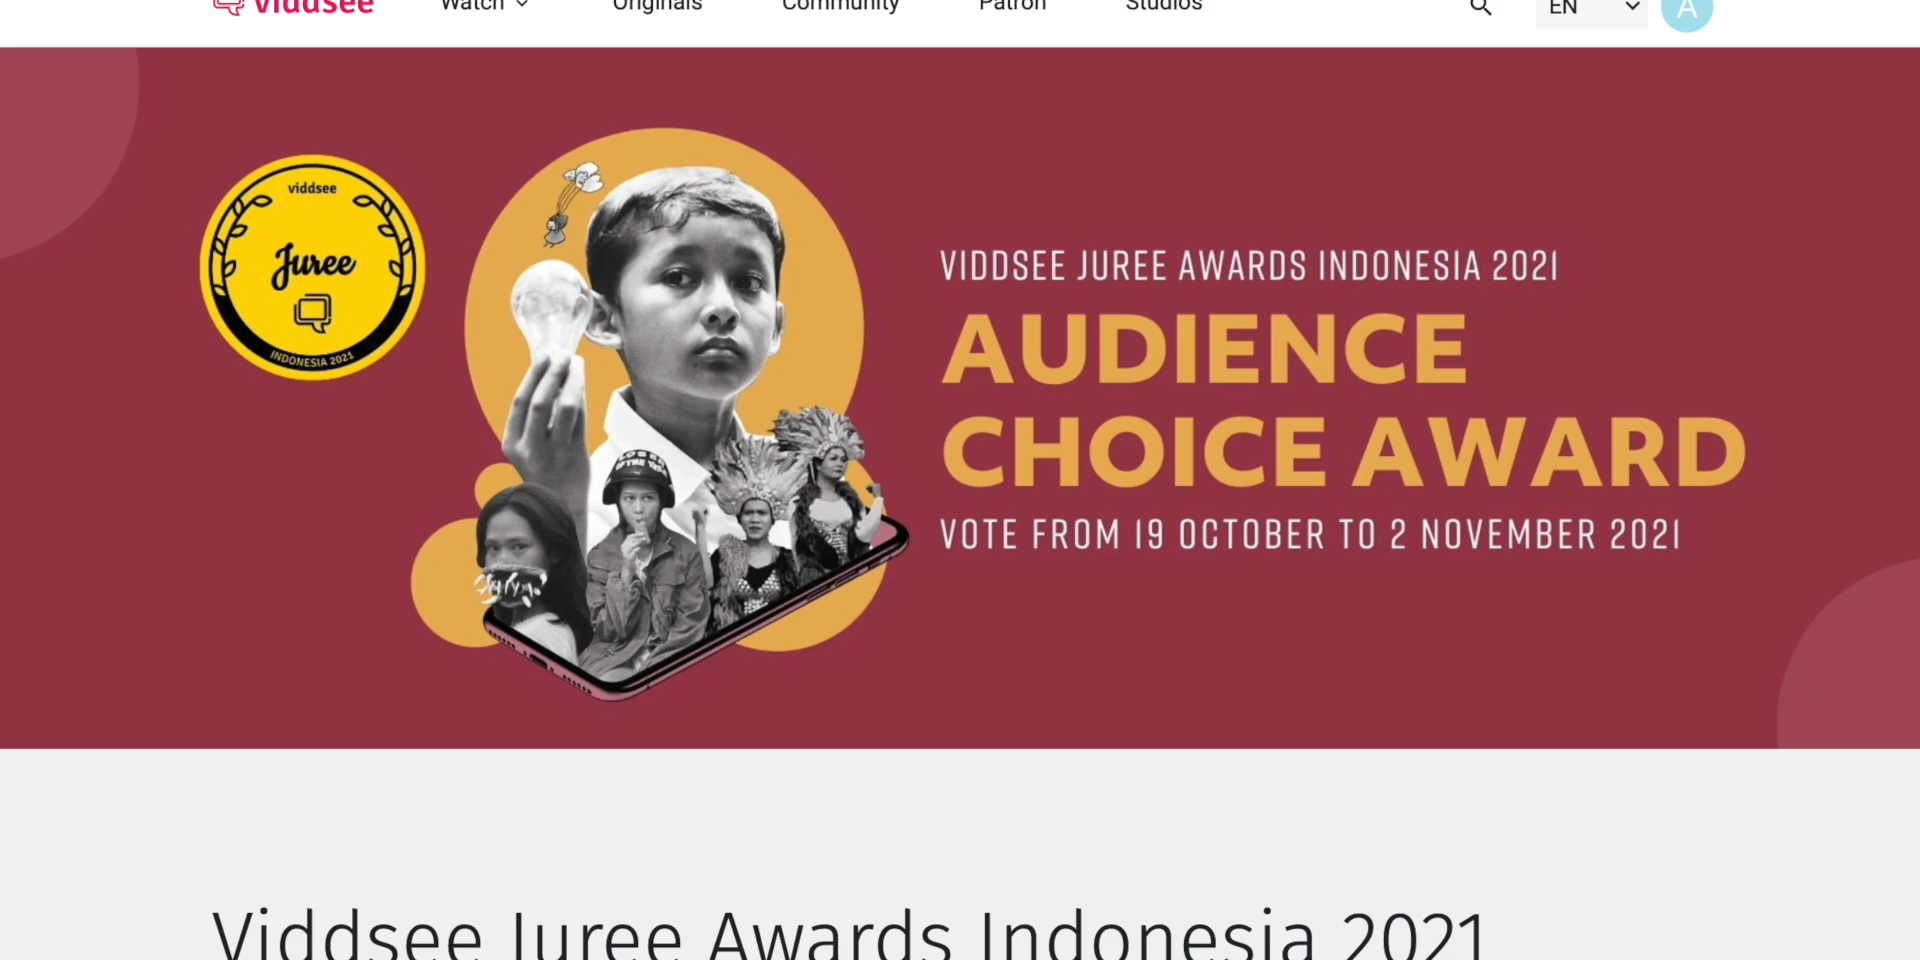 viddsee
Watch
Originals
Community
Patron
Studios
EN
A
viddsee
Juree
INDONESIA 2021
VIDDSEE JUREE AWARDS INDONESIA 2021
AUDIENCE
CHOICE AWARD
VOTE FROM 19 OCTOBER TO 2 NOVEMBER 2021
Viddsee Juree Awards Indonesia 2021